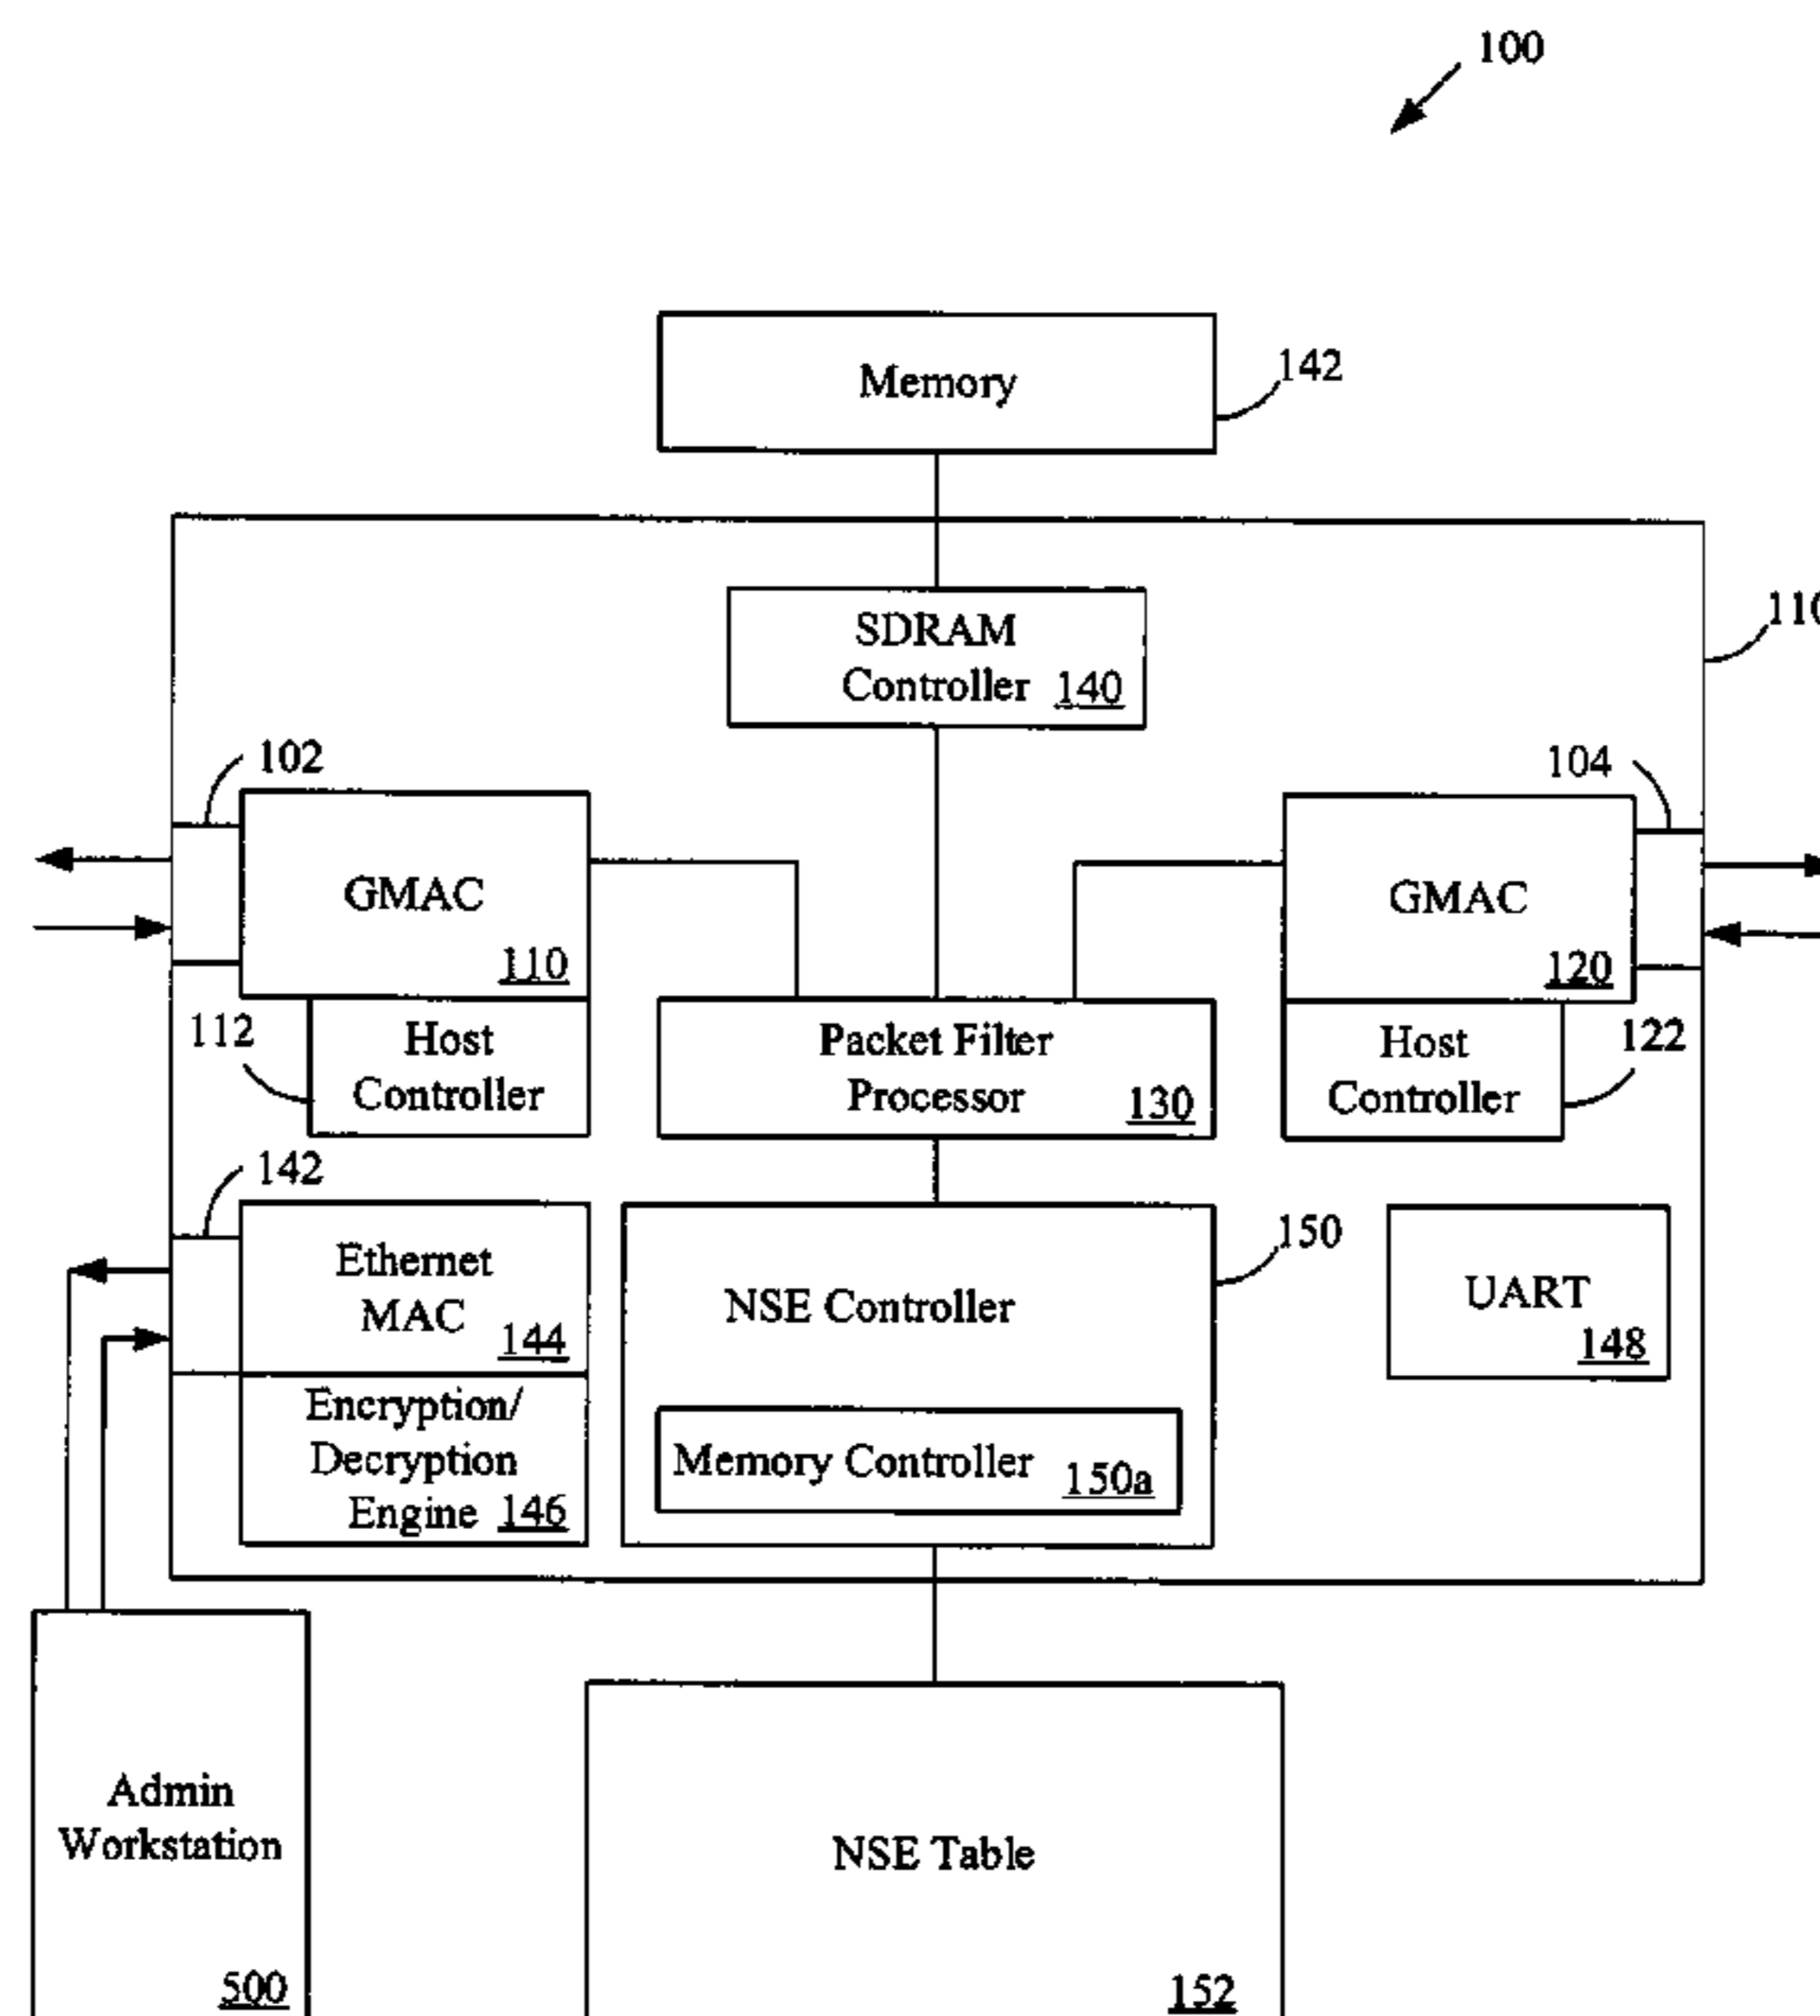 100
Memory
142
SDRAM
Controller 140
110
102
104
GMAC
110
GMAC
120
112
Host
Controller
Packet Filter
Processor 130
Host
Controller
122
142
Ethernet
MAC 144
Encryption/
Decryption
Engine 146
NSE Controller
150
Memory Controller 150a
UART
148
Admin
Workstation
500
NSE Table
152